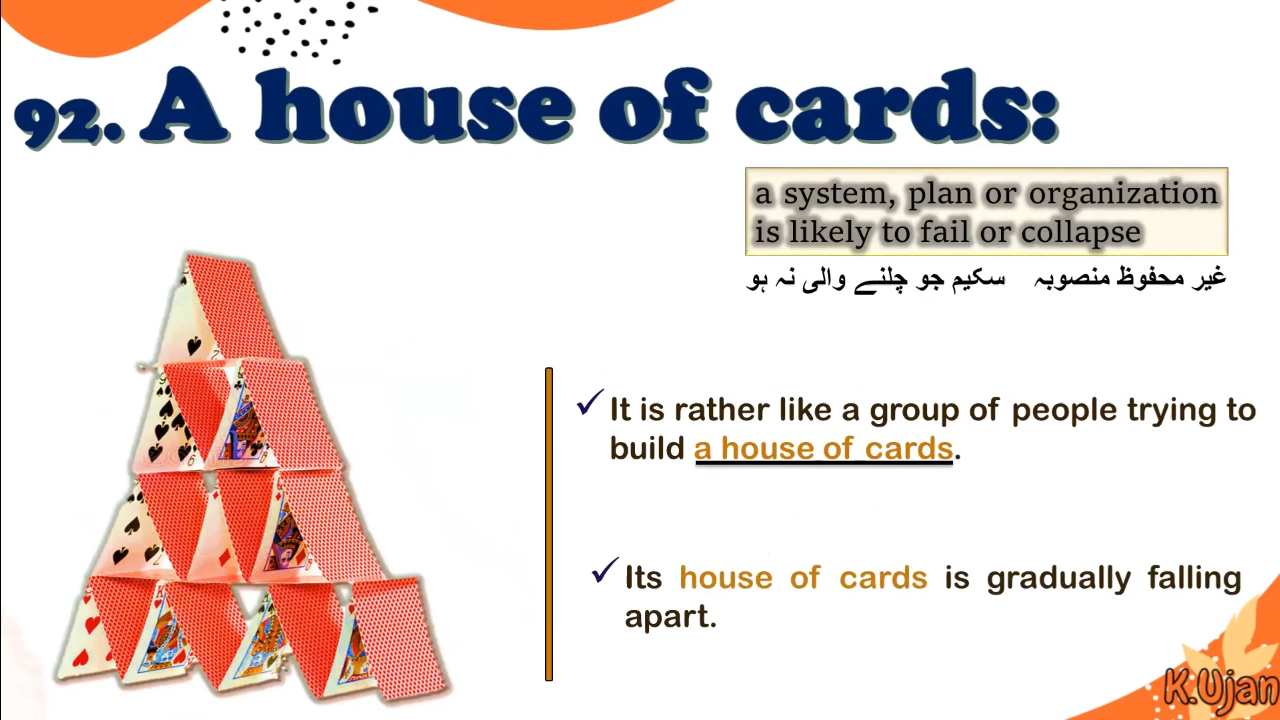 92. A house of cards:
a system, plan or organization
is likely to fail or collapse
غیر محفوظ منصوبہ سکیم جو چلنے والی نہ ہو
It is rather like a group of people trying to
build a house of cards.
Its house of cards is gradually falling
apart.
K.Ujan